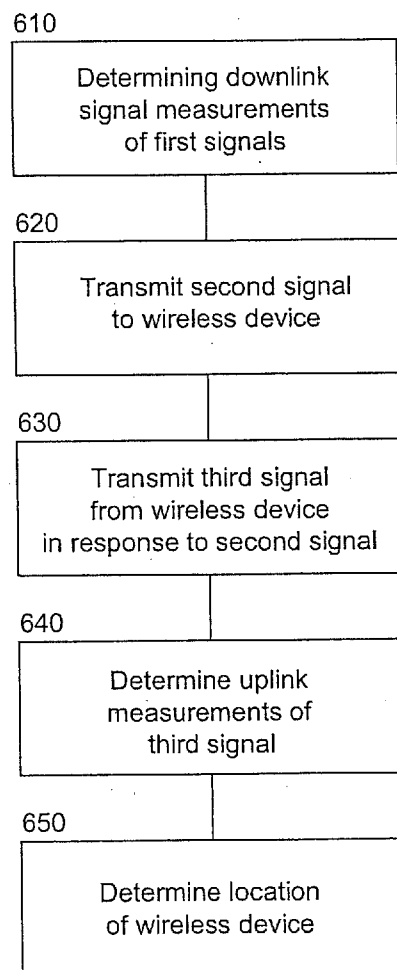 610
Determining downlink
signal measurements
of first signals
620
Transmit second signal
to wireless device
630
Transmit third signal
from wireless device
in response to second signal
640
Determine uplink
measurements of
third signal
650
Determine location
of wireless device